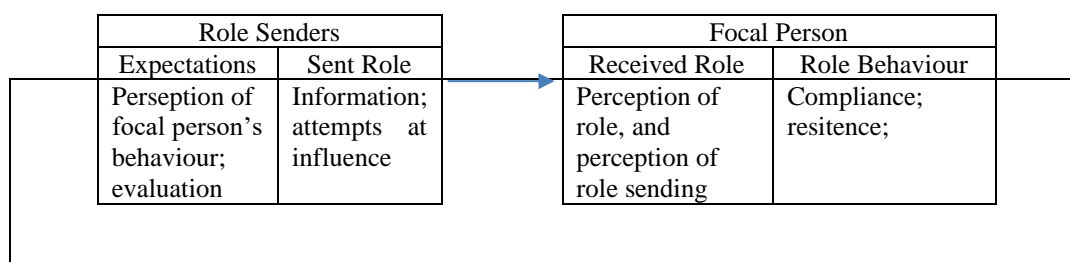 Role Senders
Expectations
Sent Role
Perseption of
focal person's
behaviour;
evaluation
Information;
attempts at
influence
Focal Person
Received Role
Role Behaviour
Perception of
role, and
perception of
role sending
Compliance;
resitence;